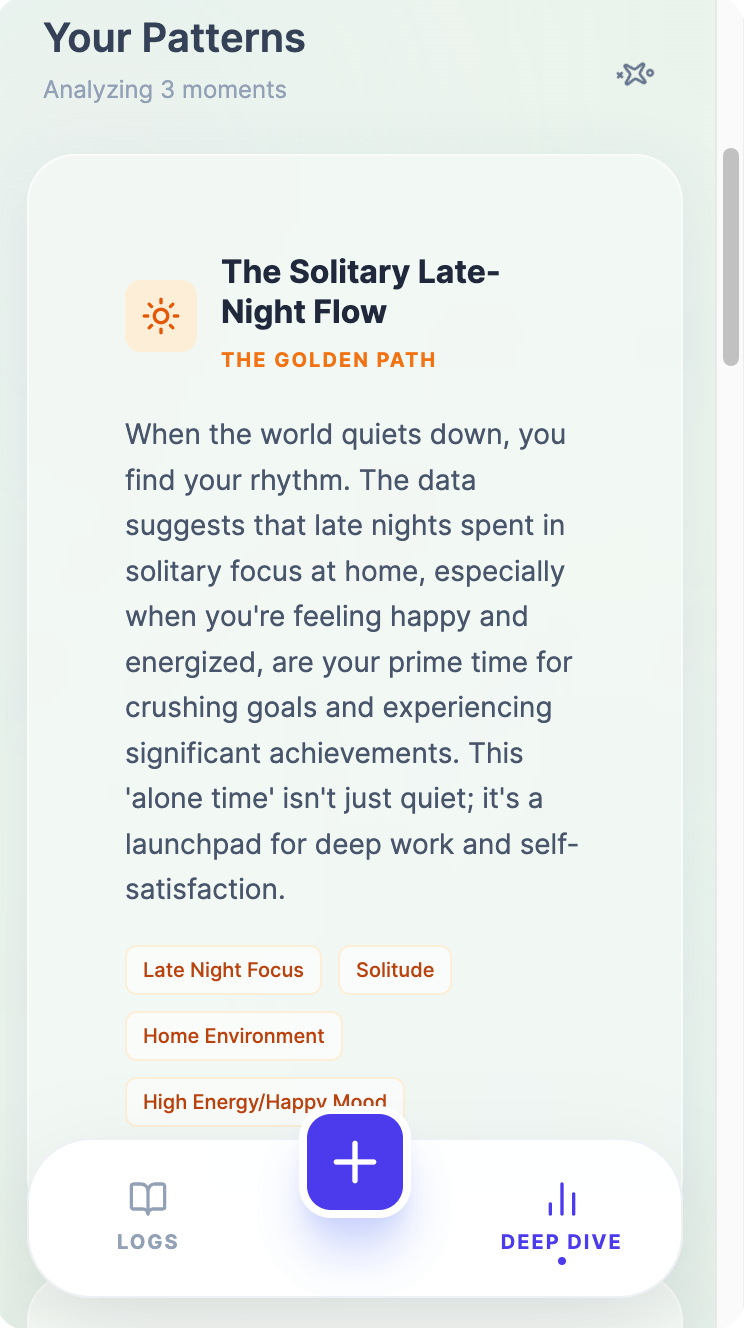 Your Patterns
Analyzing 3 moments
The Solitary Late-
Night Flow
THE GOLDEN PATH
When the world quiets down, you
find your rhythm. The data
suggests that late nights spent in
solitary focus at home, especially
when you're feeling happy and
energized, are your prime time for
crushing goals and experiencing
significant achievements. This
'alone time' isn't just quiet; it's a
launchpad for deep work and self-
satisfaction.
Late Night Focus
Solitude
Home Environment
High Energy/Happy Mood
LOGS
DEEP DIVE